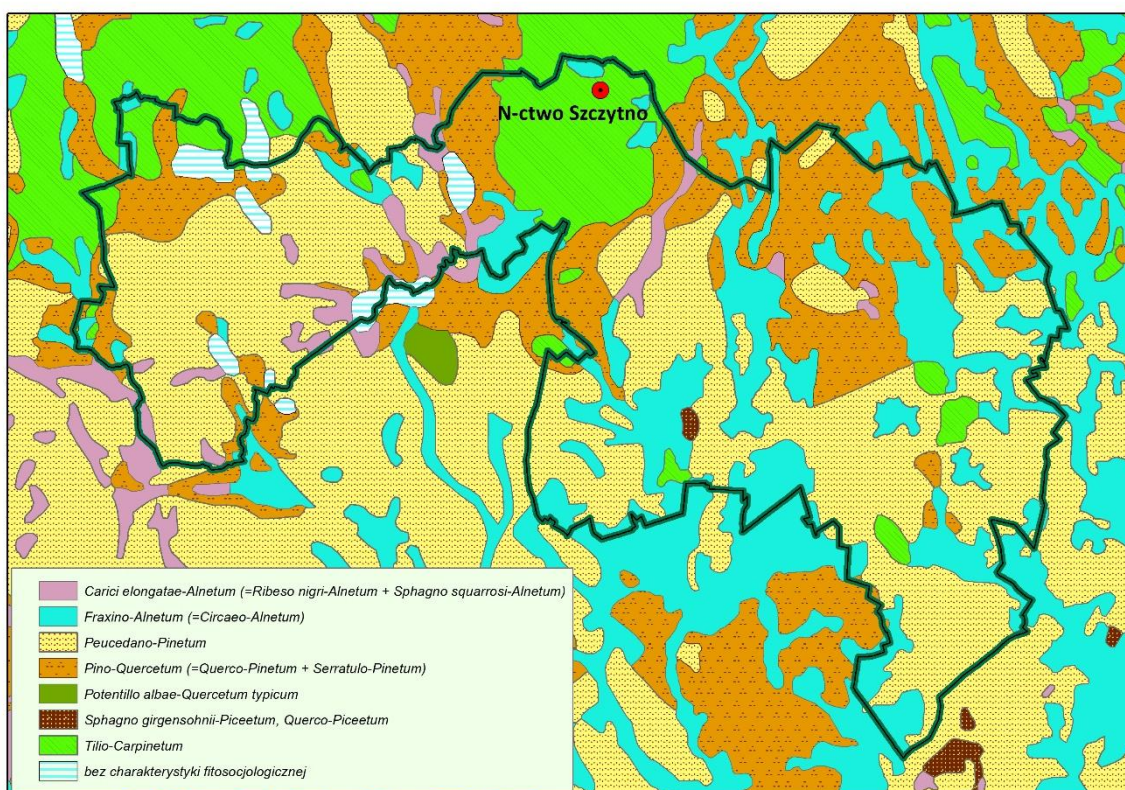 N-ctwo Szczytno
Carici elongatae-Alnetum (=Ribeso nigri-Alnetum + Sphagno squarrosi-Alnetum)
Fraxino-Alnetum (=Circaeo-Alnetum)
Peucedano-Pinetum
Pino-Quercetum (=Querco-Pinetum + Serratulo-Pinetum)
Potentillo albae-Quercetum typicum
Sphagno girgensohnii-Piceetum, Querco-Piceetum
Tilio-Carpinetum
bez charakterystyki fitosocjologicznej